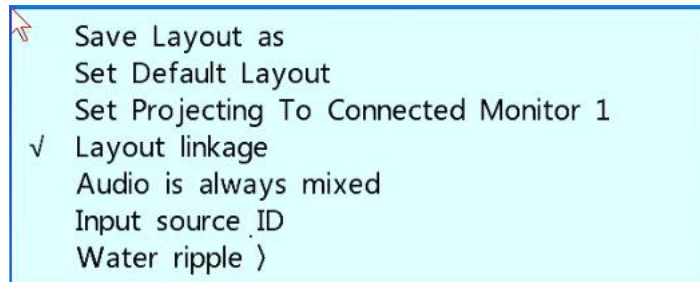 Save Layout as
Set Default Layout
Set Projecting To Connected Monitor 1
√ Layout linkage
Audio is always mixed
Input source ID
Water ripple 〉